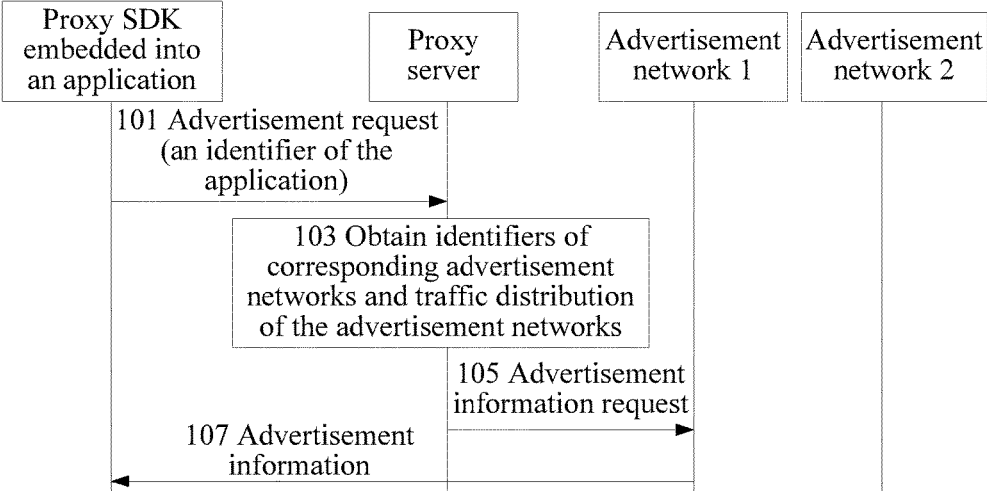 Proxy SDK
embedded into
an application
Proxy
server
Advertisement
network 1
Advertisement
network 2
101 Advertisement request
(an identifier of the
application)
103 Obtain identifiers of
corresponding advertisement
networks and traffic distribution
of the advertisement networks
105 Advertisement
information request
107 Advertisement
information